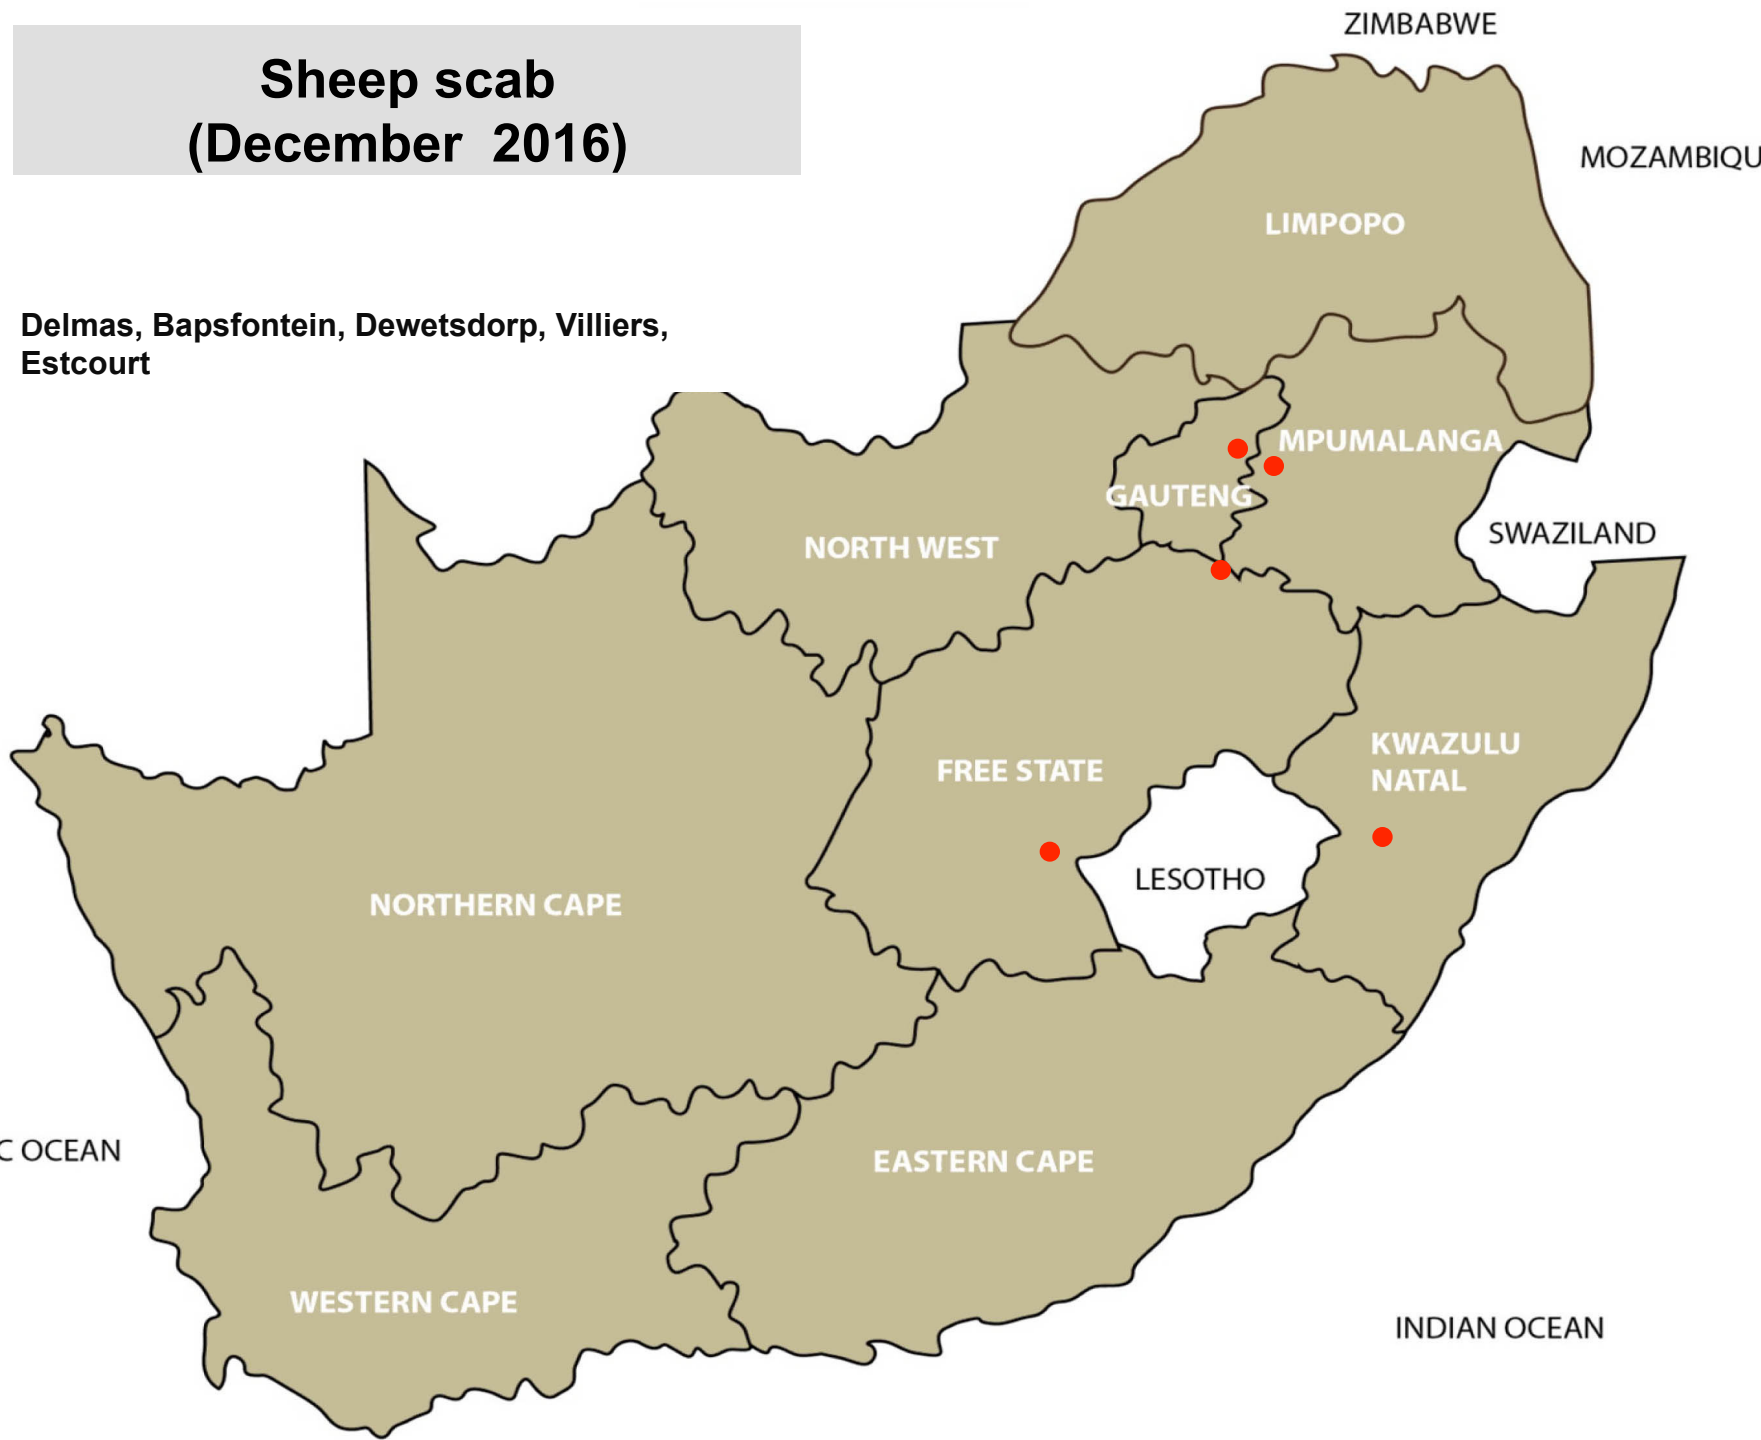 Sheep scab
(December 2016)
Delmas, Bapsfontein, Dewetsdorp, Villiers,
Estcourt
ZIMBABWE
MOZAMBIQU
LIMPOPO
MPUMALANGA
GAUTENG
SWAZILAND
NORTH WEST
KWAZULU
NATAL
FREE STATE
LESOTHO
NORTHERN CAPE
C OCEAN
EASTERN CAPE
WESTERN CAPE
INDIAN OCEAN